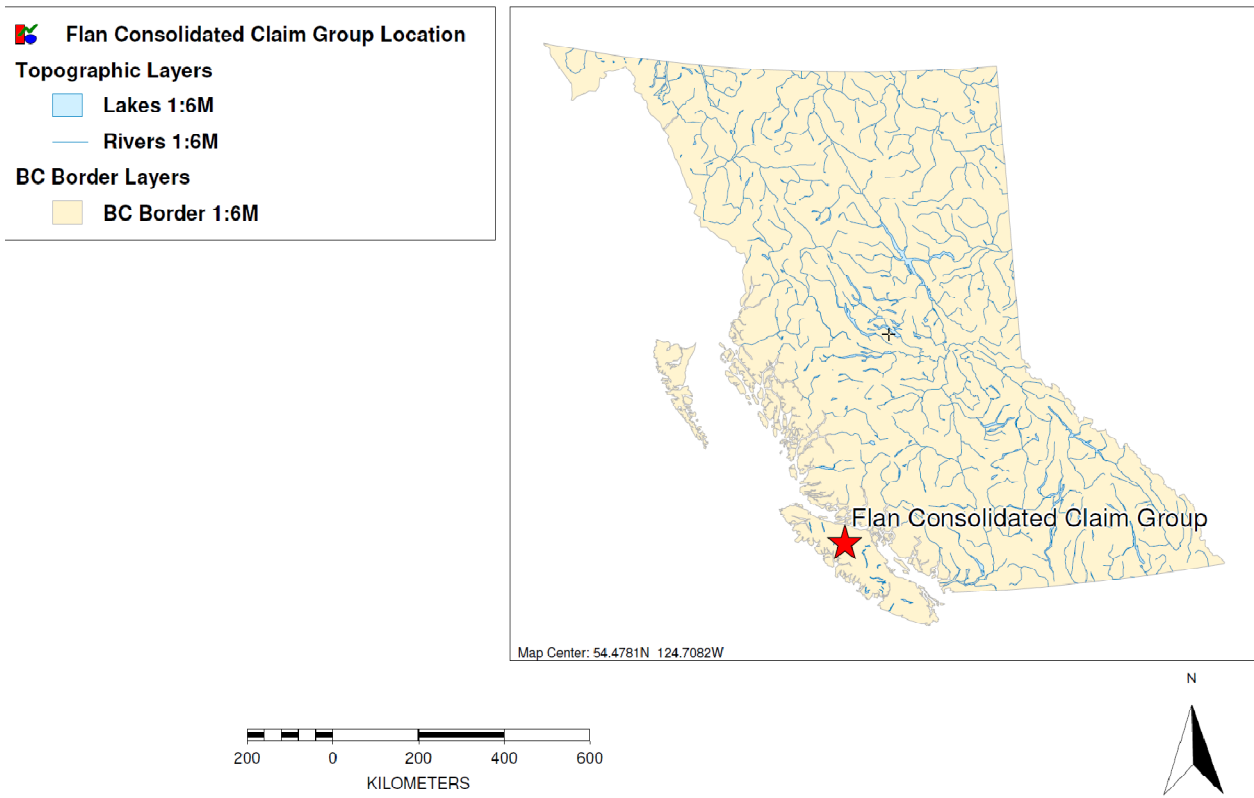 Flan Consolidated Claim Group Location
Topographic Layers
Lakes 1:6M
Rivers 1:6M
BC Border Layers
BC Border 1:6M
Flan Consolidated Claim Group
Map Center: 54.4781N 124.7082W
N
200 0 200 400 600
KILOMETERS